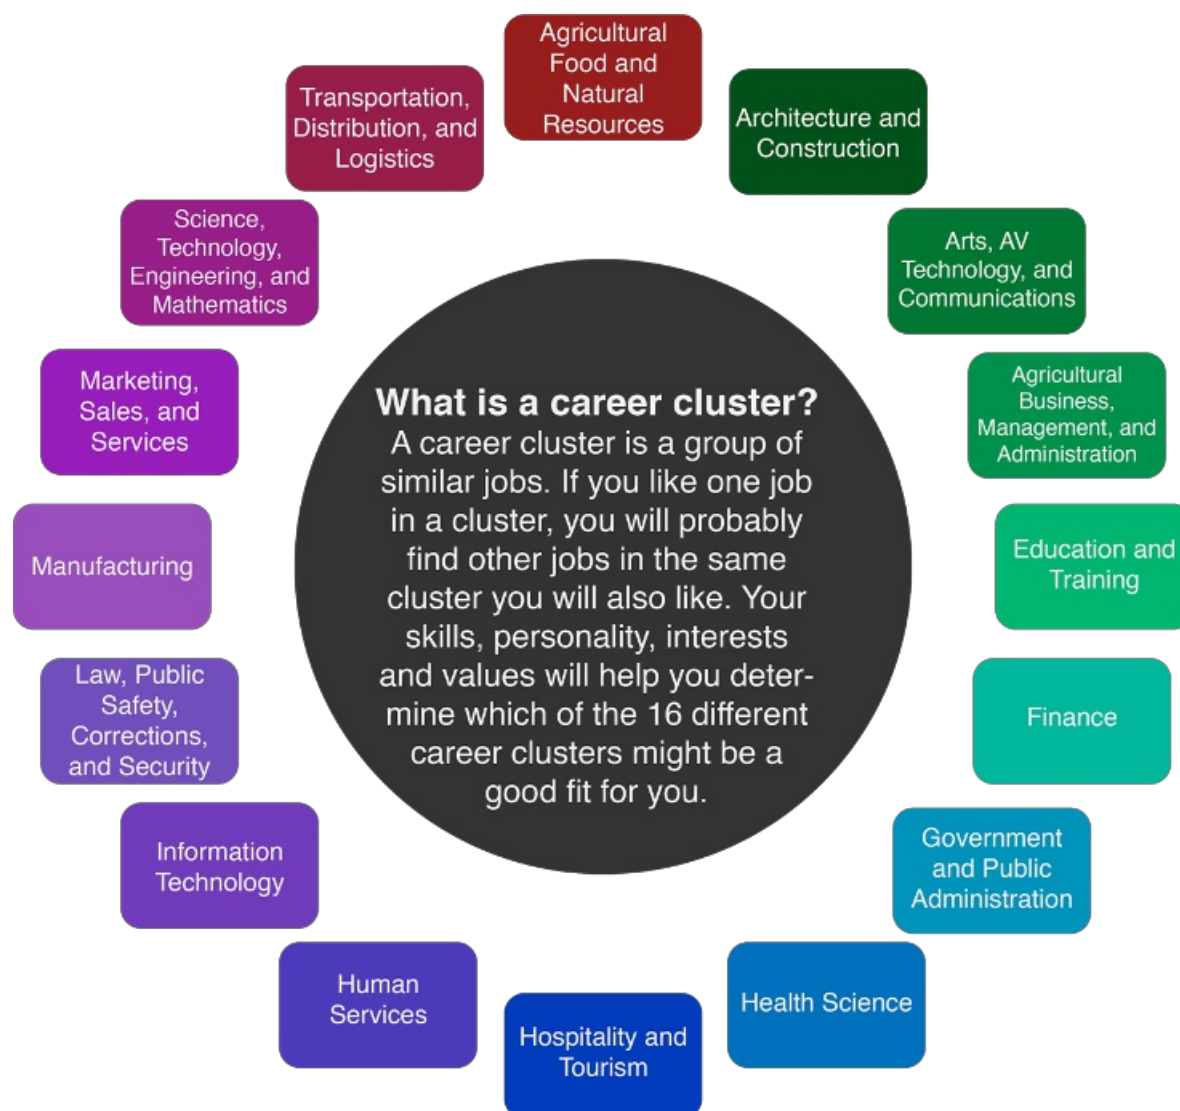 Agricultural
Food and
Natural
Resources
Architecture and
Construction
Arts, AV
Technology, and
Communications
Agricultural
Business,
Management, and
Administration
Education and
Training
Finance
Government
and Public
Administration
Health Science
Hospitality and
Tourism
Human
Services
Information
Technology
Law, Public
Safety,
Corrections,
and Security
Manufacturing
Marketing,
Sales, and
Services
Science,
Technology,
Engineering, and
Mathematics
Transportation,
Distribution, and
Logistics
What is a career cluster?
A career cluster is a group of
similar jobs. If you like one job
in a cluster, you will probably
find other jobs in the same
cluster you will also like. Your
skills, personality, interests
and values will help you deter-
mine which of the 16 different
career clusters might be a
good fit for you.